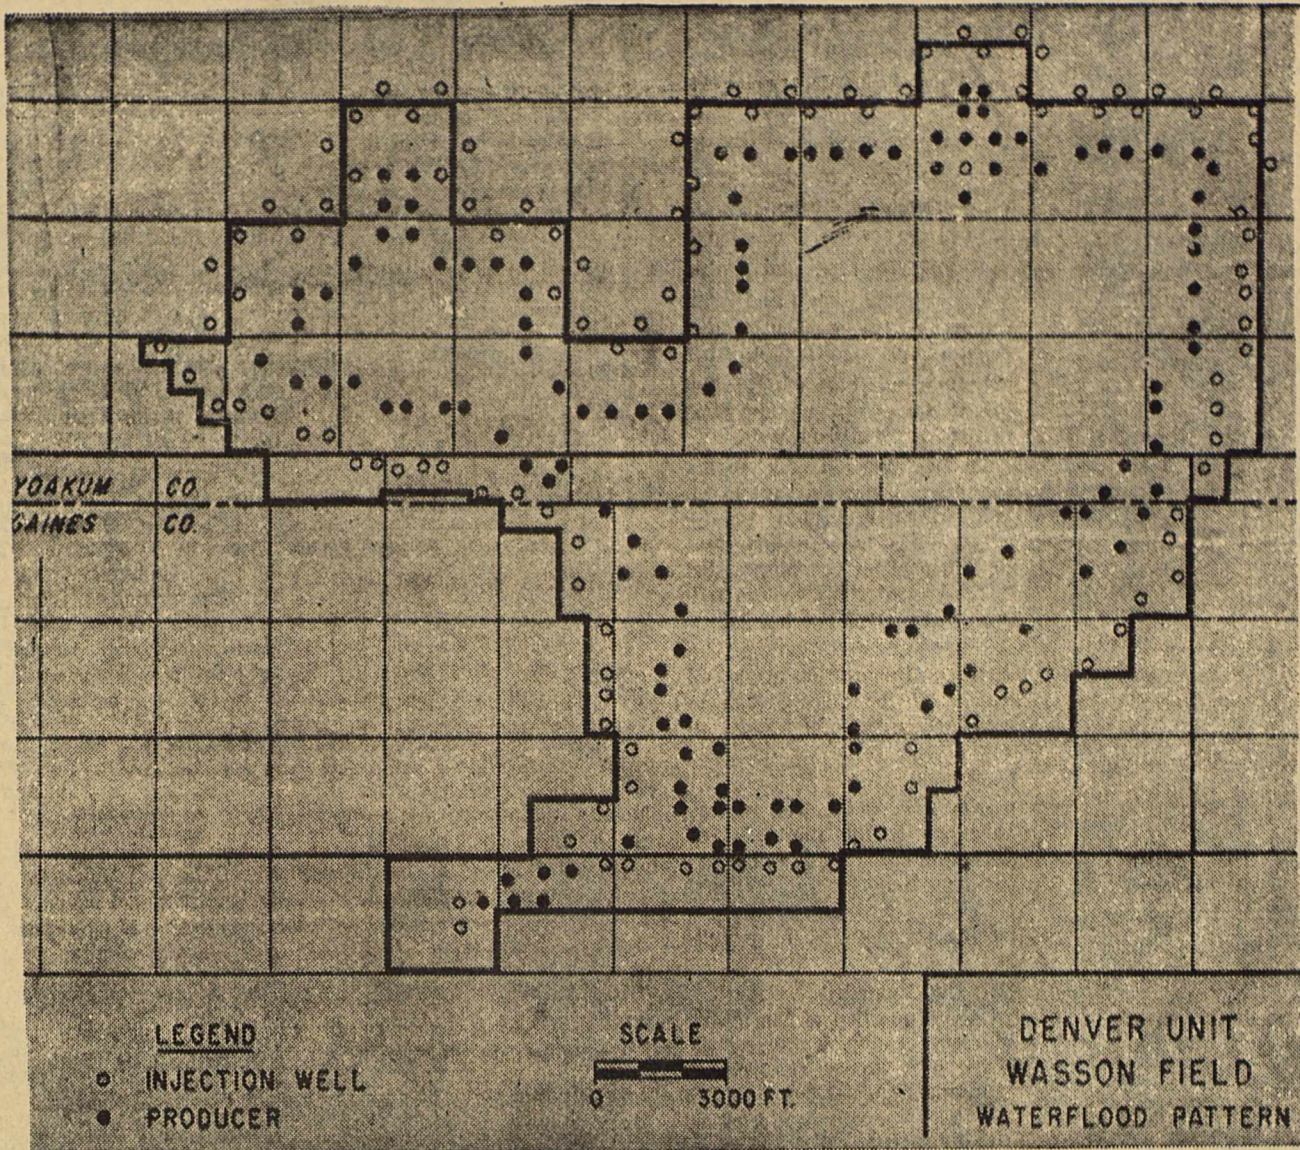 YOAKUM CO.
GAINES CO.
LEGEND
INJECTION WELL
PRODUCER
SCALE
0 3000 FT.
DENVER UNIT
WASSON FIELD
WATERFLOOD PATTERN